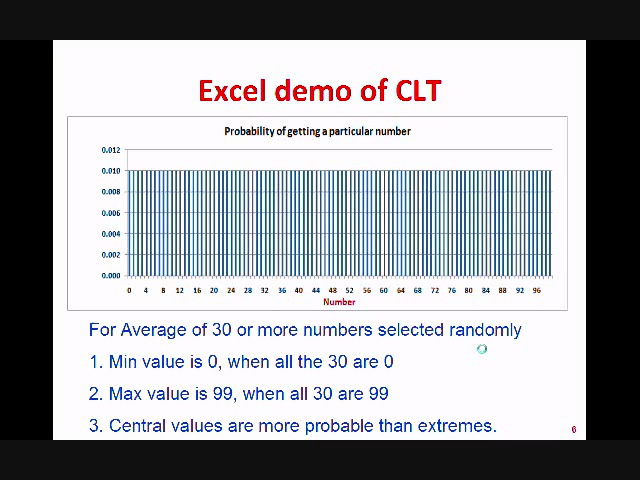 Excel demo of CLT
Probability of getting a particular number
0.012
0.010
0.008
0.006
0.004
0.002
0.000
0 4 8 12 16 20 24 28 32 36 40 44 48 52 56 60 64 68 72 76 80 84 88 92 96
Number
For Average of 30 or more numbers selected randomly
1. Min value is 0, when all the 30 are 0
2. Max value is 99, when all 30 are 99
3. Central values are more probable than extremes.
6